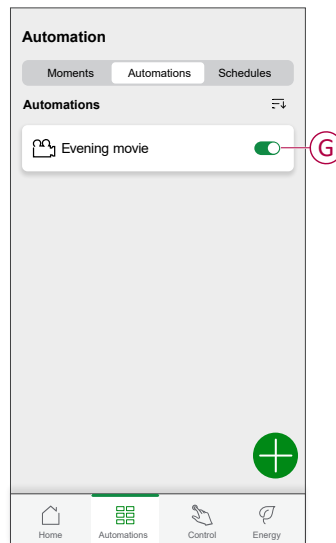 Automation
Moments Automations Schedules
Automations
Evening movie
G
Home Automations Control Energy